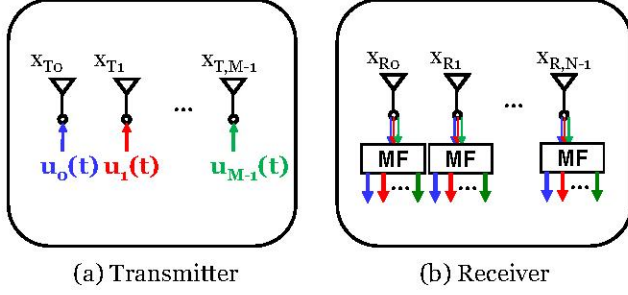 x_T0 x_T1 ... x_T,M-1
u_0(t) u_1(t) u_M-1(t)
(a) Transmitter
x_R0 x_R1 ... x_R,N-1
MF MF MF
... ... ...
(b) Receiver